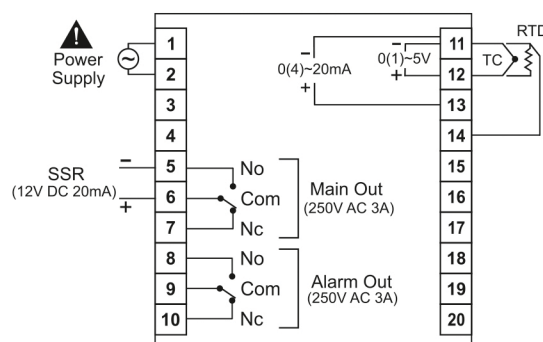 Power
Supply
1
2
3
4
5
6
7
8
9
10
SSR
(12V DC 20mA)
−
+
No
Com
Nc
Main Out
(250V AC 3A)
No
Com
Nc
Alarm Out
(250V AC 3A)
−
0(4)~20mA
+
−
0(1)~5V
+
TC
RTD
11
12
13
14
15
16
17
18
19
20